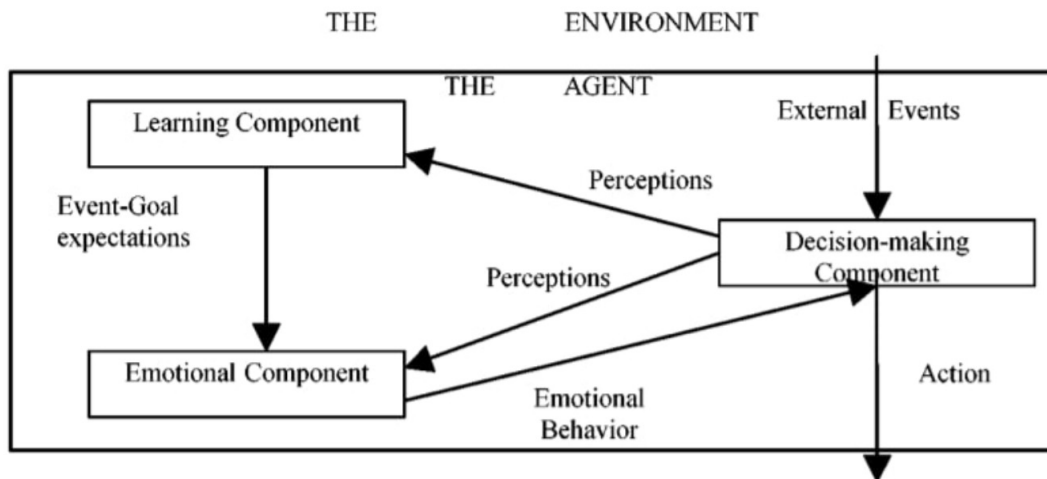 THE ENVIRONMENT
THE AGENT
Learning Component
External Events
Perceptions
Event-Goal
expectations
Decision-making
Component
Perceptions
Emotional Component
Action
Emotional
Behavior